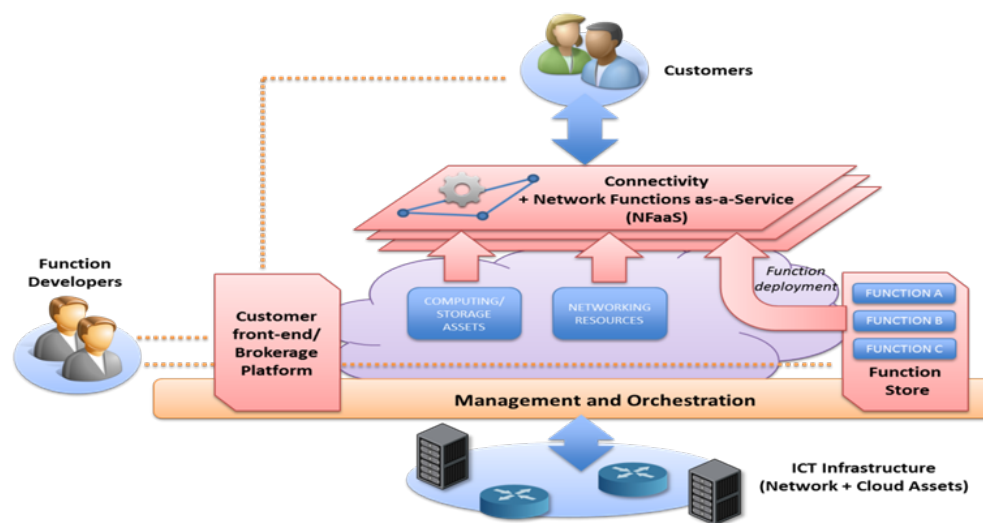 Customers
Connectivity
+ Network Functions as-a-Service
(NFaaS)
Function
Developers
Customer
front-end/
Brokerage
Platform
COMPUTING/
STORAGE
ASSETS
NETWORKING
RESOURCES
Function
deployment
FUNCTION A
FUNCTION B
FUNCTION C
Function
Store
Management and Orchestration
ICT Infrastructure
(Network + Cloud Assets)